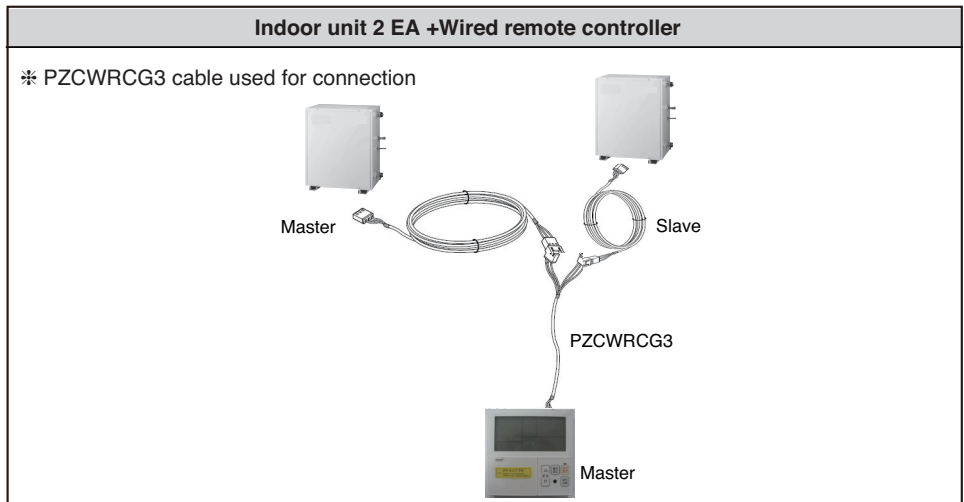 Indoor unit 2 EA +Wired remote controller
❈ PZCWRCG3 cable used for connection
Master
Slave
PZCWRCG3
Master